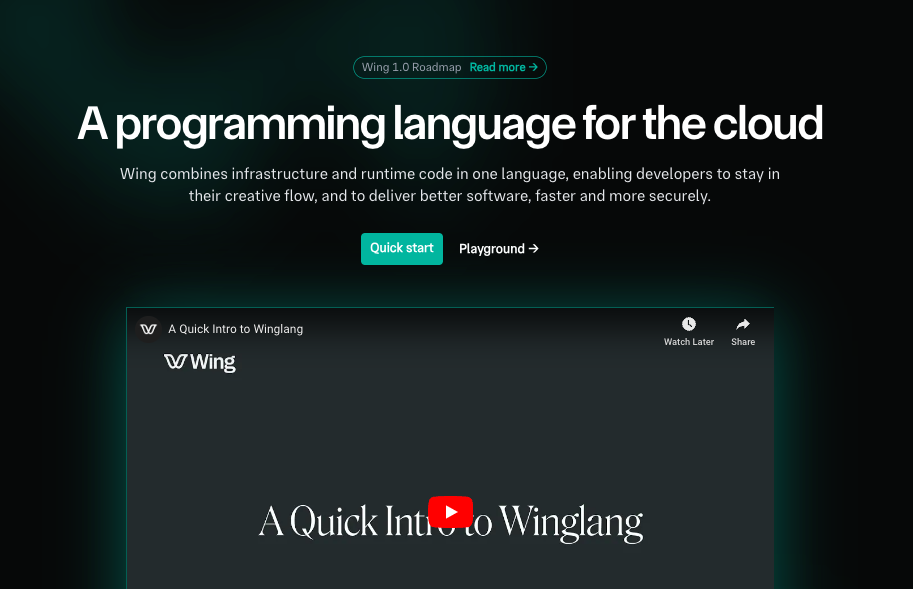 Wing 1.0 Roadmap Read more →
A programming language for the cloud
Wing combines infrastructure and runtime code in one language, enabling developers to stay in
their creative flow, and to deliver better software, faster and more securely.
Quick start Playground →
A Quick Intro to Winglang
Watch Later Share
Wing
A Quick Intro to Winglang